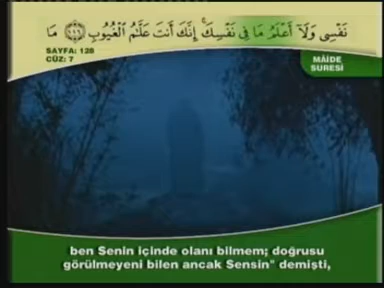 نَفْسِى وَلَآ أَعْلَمُ مَا فِى نَفْسِكَ ۚ إِنَّكَ أَنتَ عَلَّٰمُ ٱلْغُيُوبِ ﴿١١٦﴾ مَا
SAYFA: 128
CÜZ: 7
MÂİDE
SURESİ
ben Senin içinde olanı bilmem; doğrusu
görülmeyeni bilen ancak Sensin" demişti,